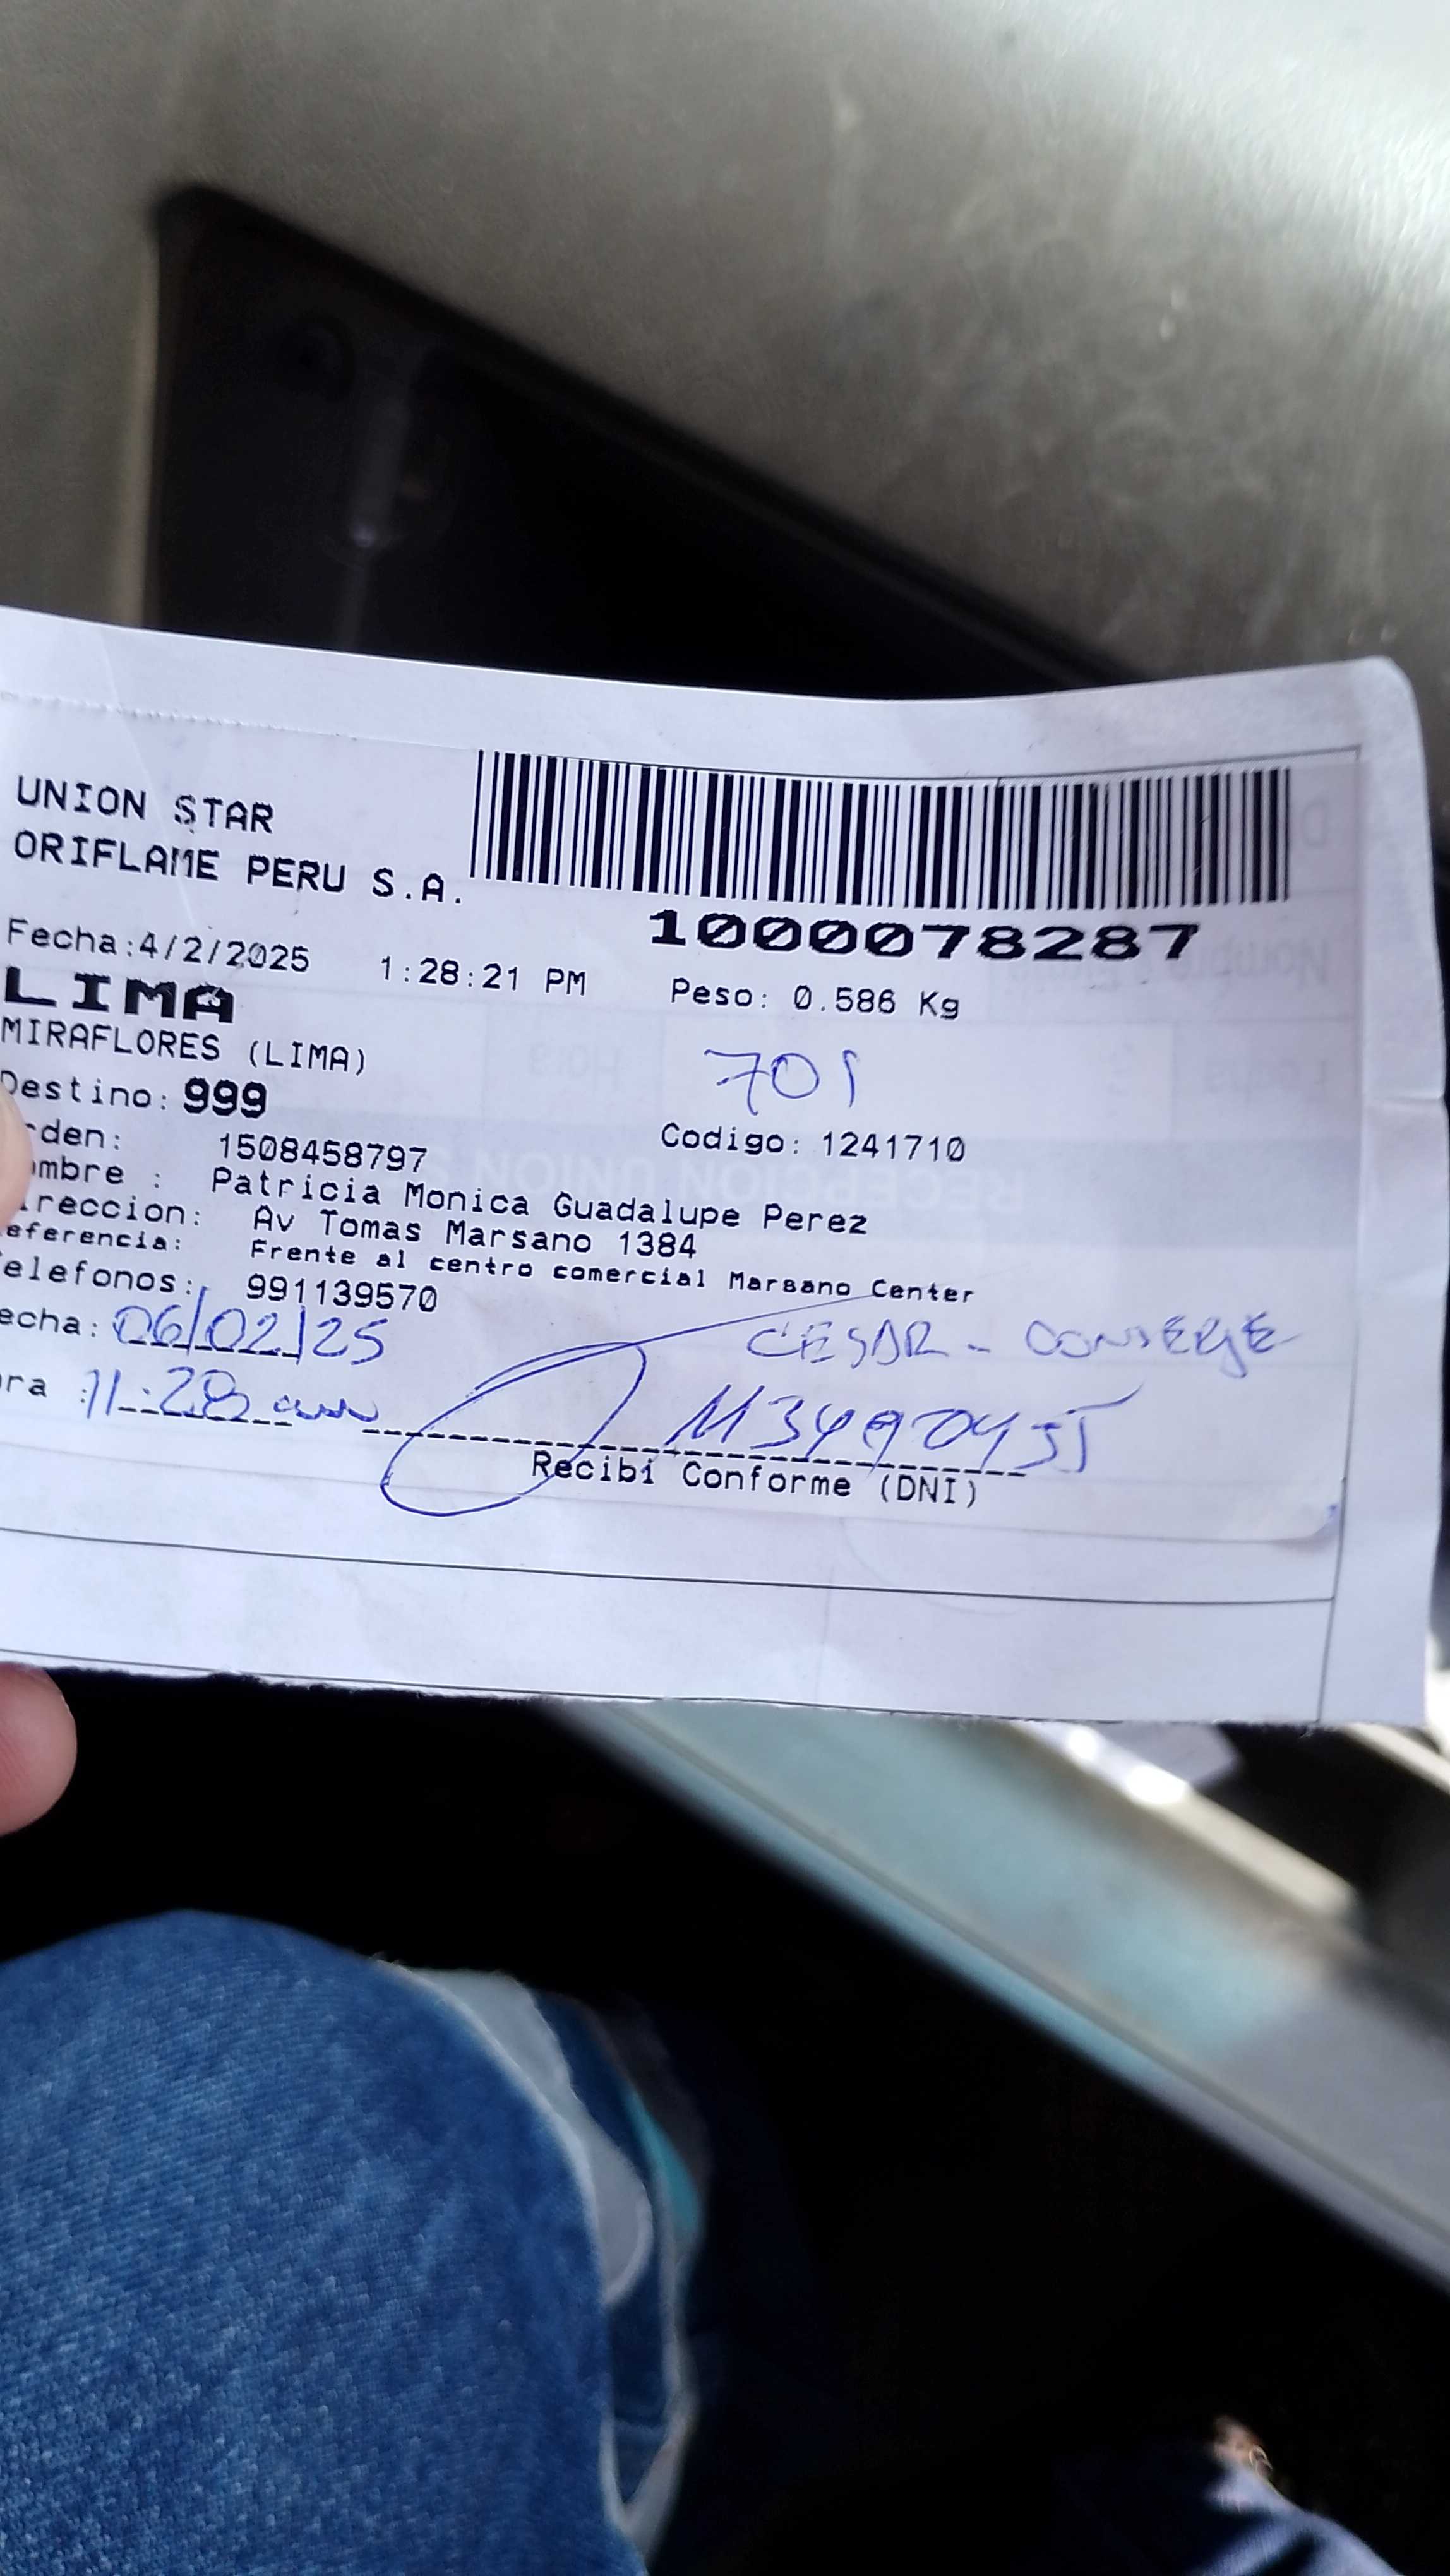 UNION STAR
ORIFLAME PERU S.A.
1000078287
Fecha:4/2/2025 1:28:21 PM Peso: 0.586 Kg
LIMA
MIRAFLORES (LIMA)
701
Destino: 999
rden: 1508458797 Codigo: 1241710
ombre : Patricia Monica Guadalupe Perez
ireccion: Av Tomas Marsano 1384
eferencia: Frente al centro comercial Marsano Center
elefonos: 991139570
echa: 06/02/25 CESAR - CONSERJE
ra 11:28 am
Recibi Conforme (DNI)